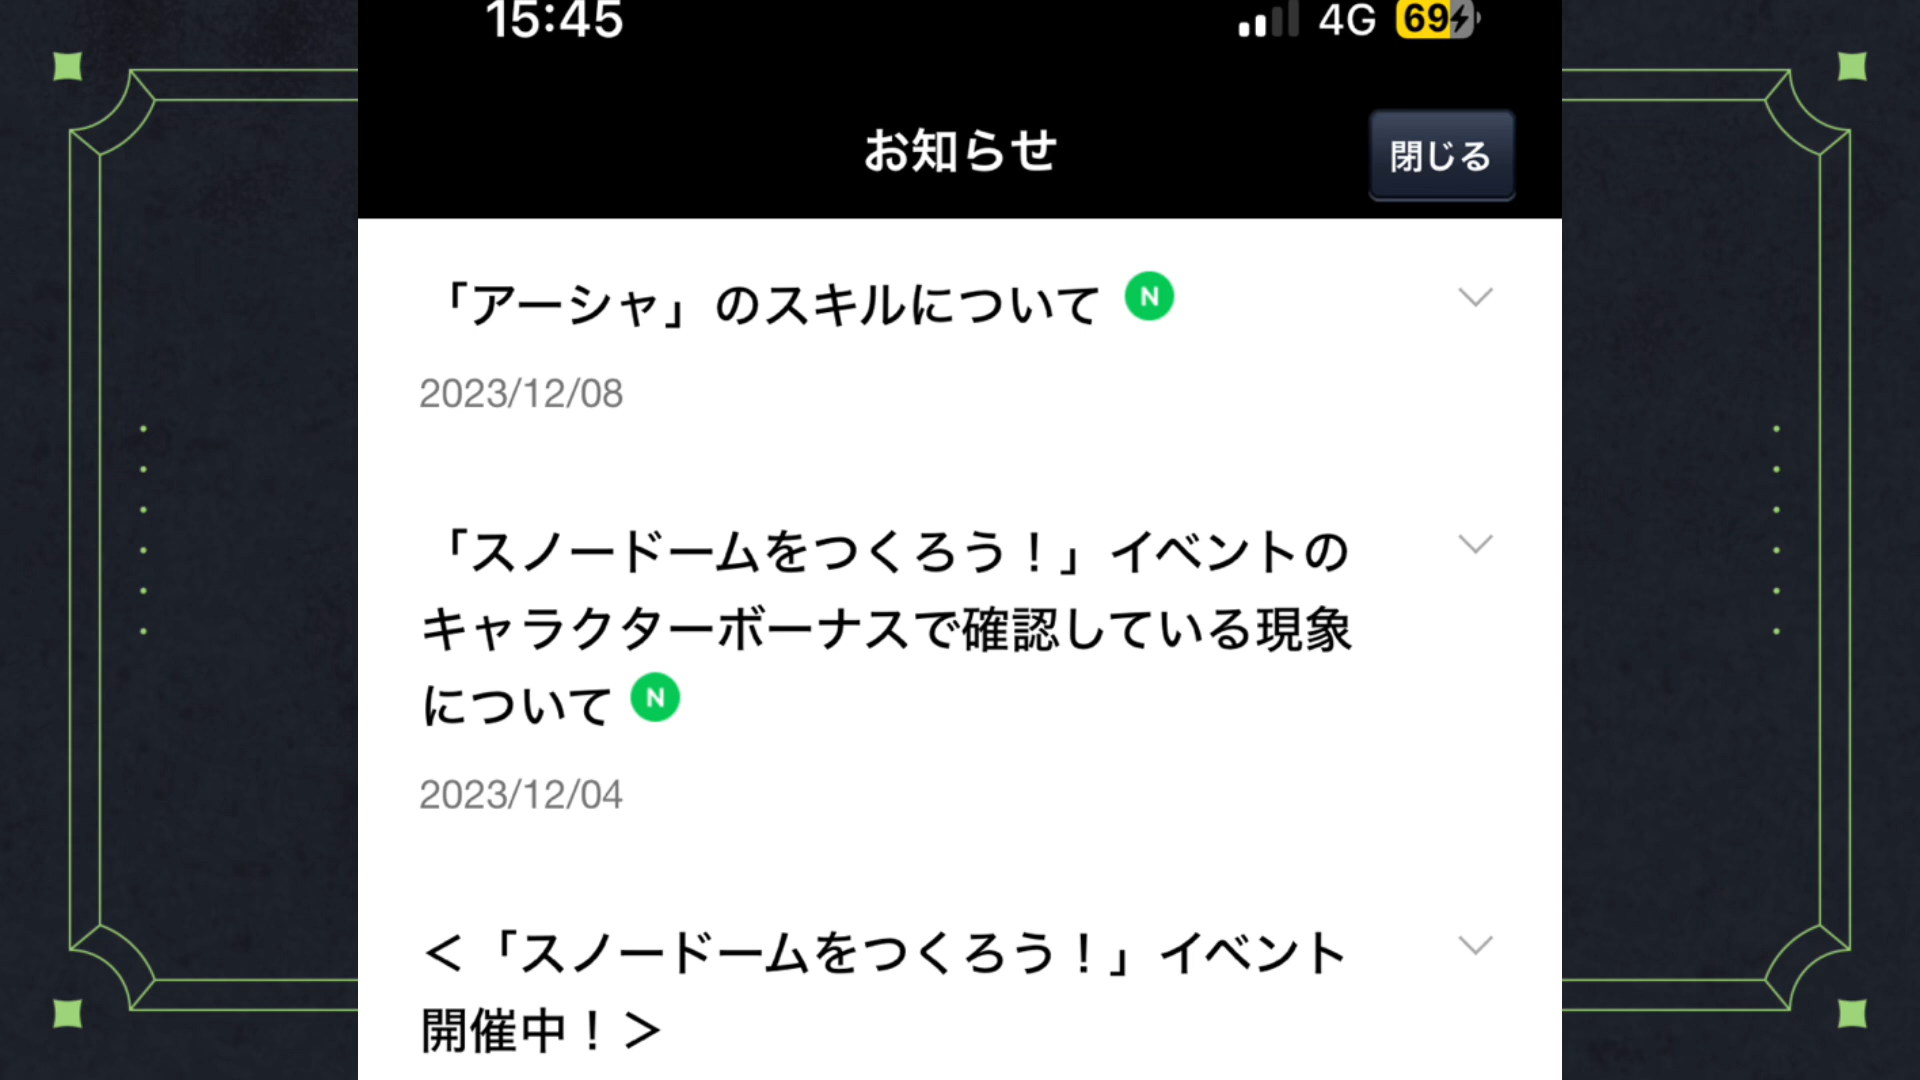 15:45
4G 69
お知らせ
閉じる
「アーシャ」のスキルについて N
2023/12/08
「スノードームをつくろう！」イベントの
キャラクターボーナスで確認している現象
について N
2023/12/04
＜「スノードームをつくろう！」イベント
開催中！＞